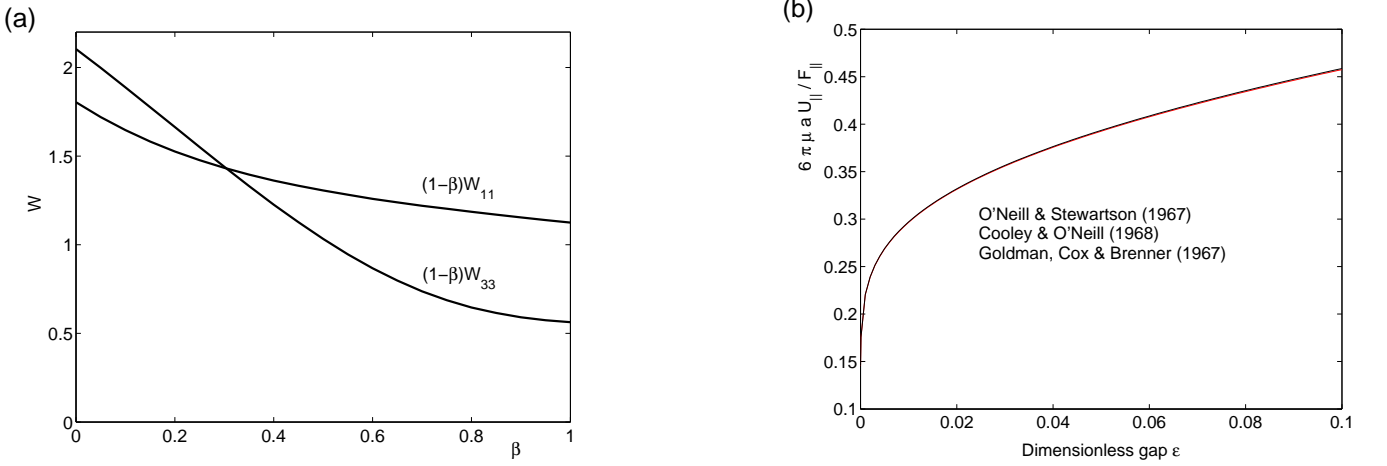 (a)
W
2
1.5
1
0.5
0
(1−β)W11
(1−β)W33
0 0.2 0.4 0.6 0.8 1
β
(b)
6 π μ a U|| / F||
0.5
0.45
0.4
0.35
0.3
0.25
0.2
0.15
0.1
O'Neill & Stewartson (1967)
Cooley & O'Neill (1968)
Goldman, Cox & Brenner (1967)
0 0.02 0.04 0.06 0.08 0.1
Dimensionless gap ε